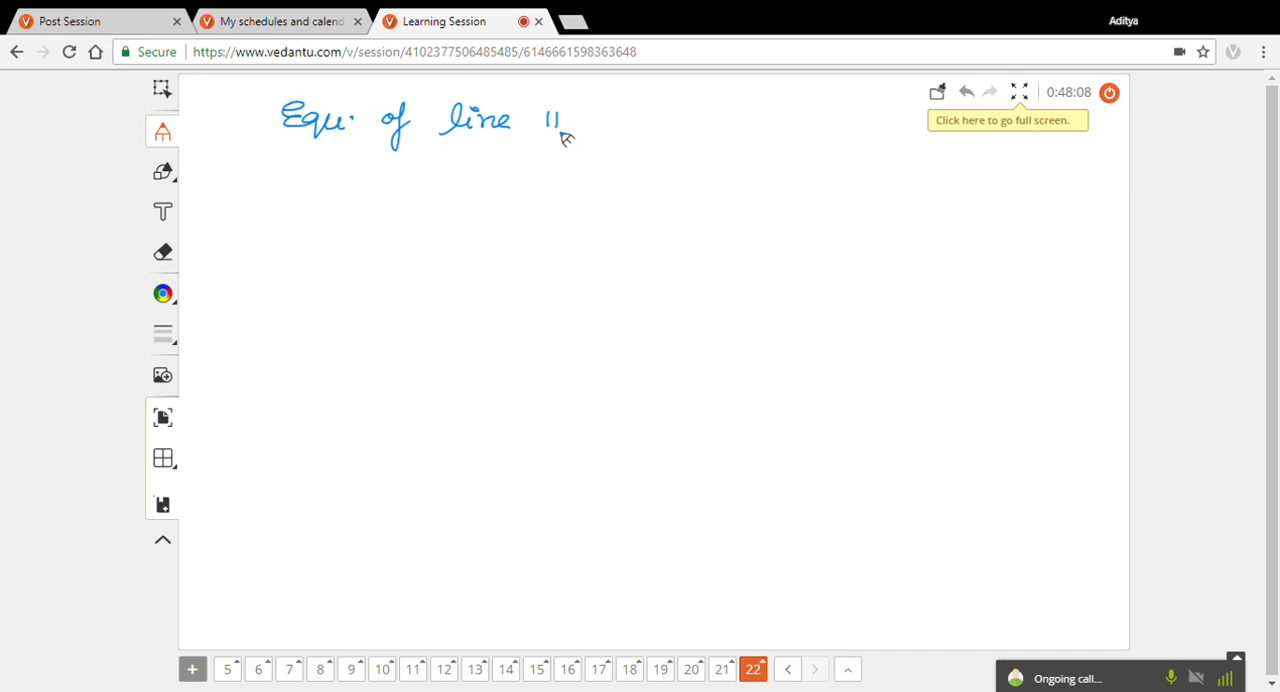 Post Session
My schedules and calend
Learning Session
Aditya
Secure
https://www.vedantu.com/v/session/4102377506485485/6146661598363648
Equ. of line ||
0:48:08
Click here to go full screen.
+ 5 6 7 8 9 10 11 12 13 14 15 16 17 18 19 20 21 22
Ongoing call...